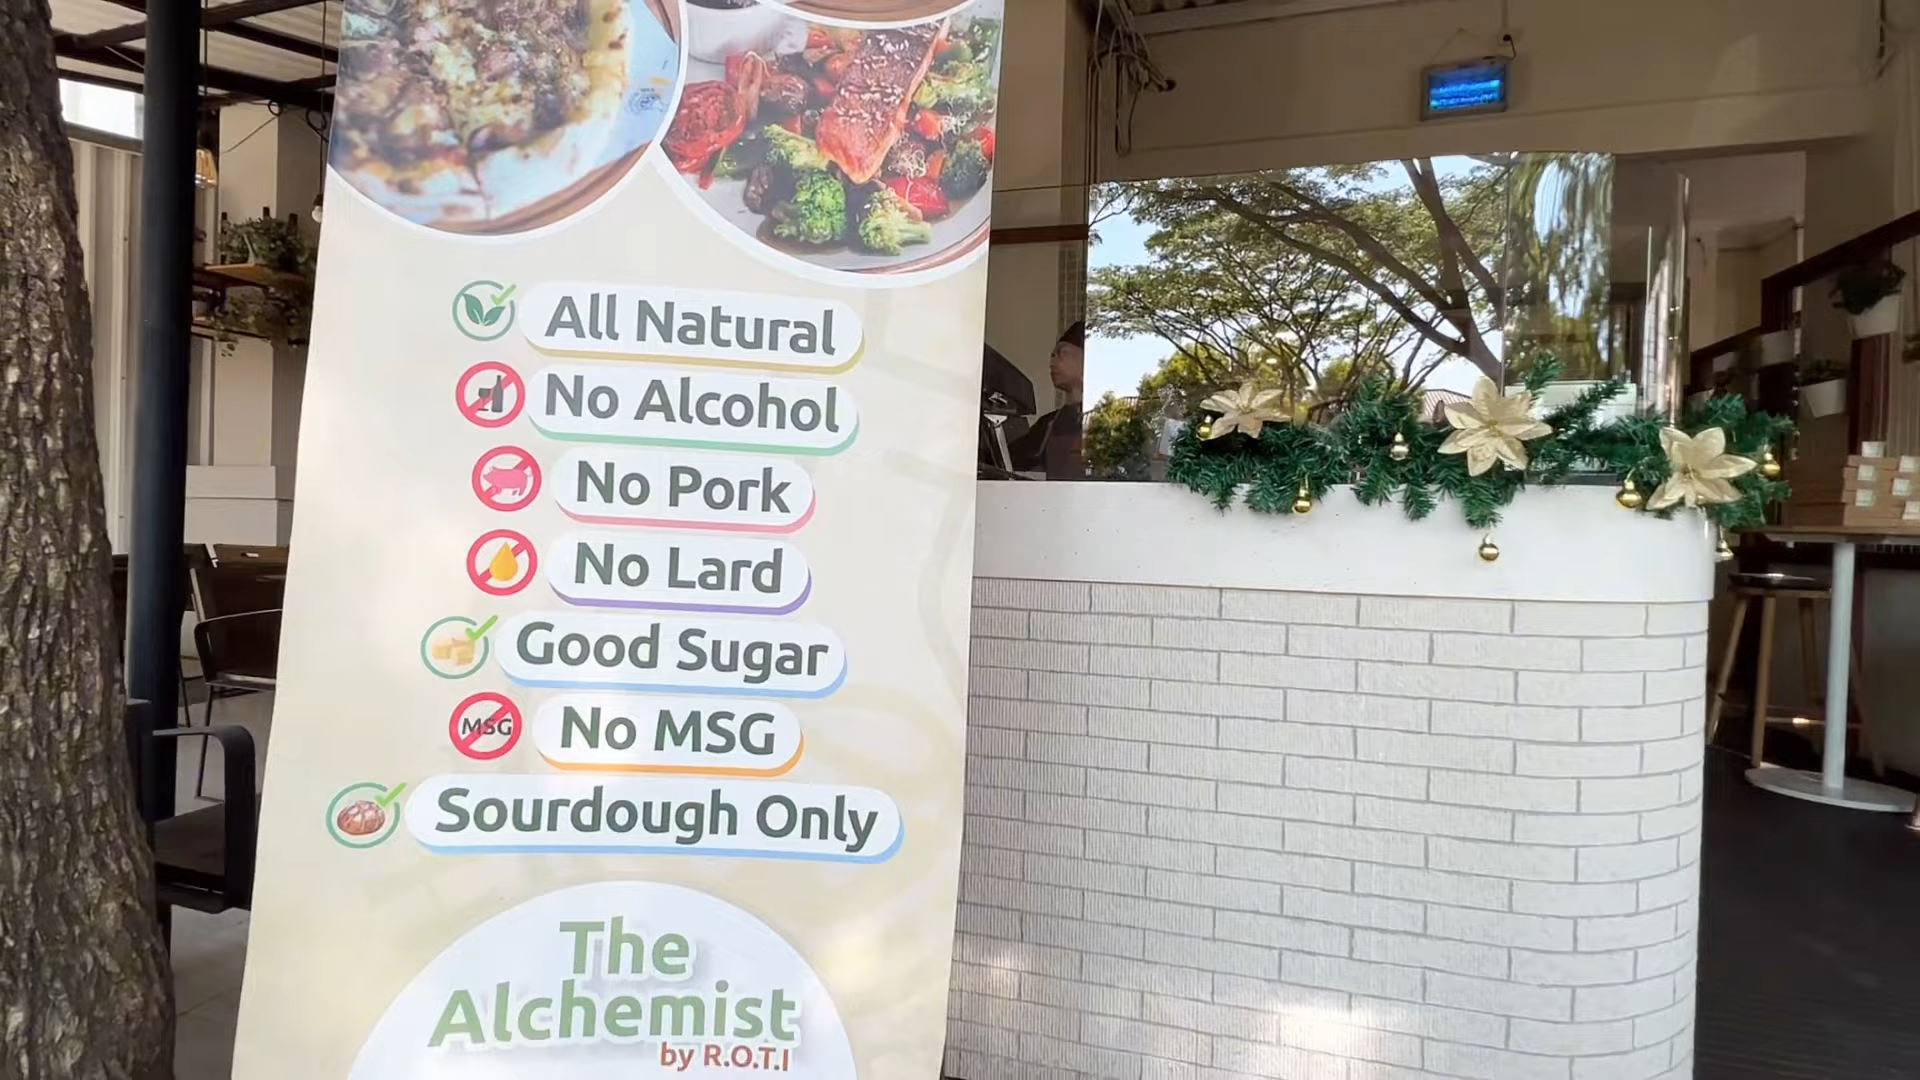 All Natural
No Alcohol
No Pork
No Lard
Good Sugar
MSG
No MSG
Sourdough Only
The
Alchemist
by R.O.T.I